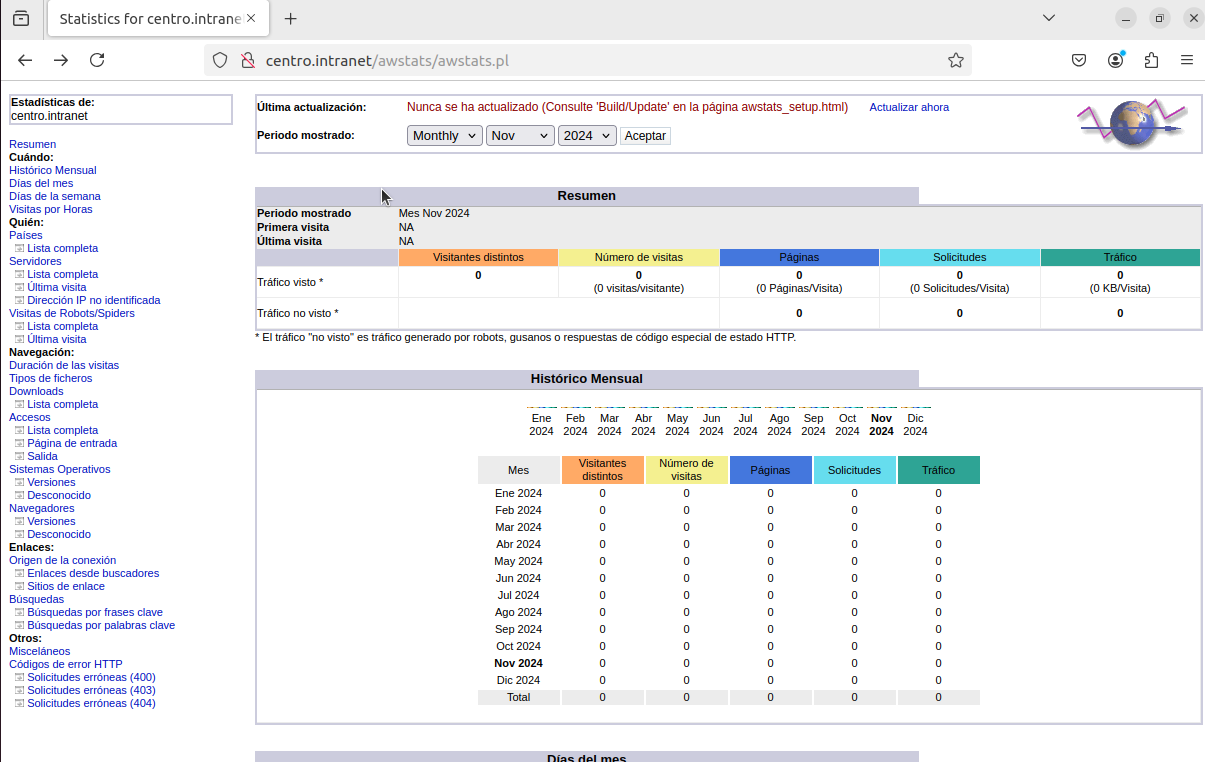 Statistics for centro.intrane
centro.intranet/awstats/awstats.pl
Estadísticas de:
centro.intranet
Resumen
Cuándo:
Histórico Mensual
Días del mes
Días de la semana
Visitas por Horas
Quién:
Países
Lista completa
Servidores
Lista completa
Última visita
Dirección IP no identificada
Visitas de Robots/Spiders
Lista completa
Última visita
Navegación:
Duración de las visitas
Tipos de ficheros
Downloads
Lista completa
Accesos
Lista completa
Página de entrada
Salida
Sistemas Operativos
Versiones
Desconocido
Navegadores
Versiones
Desconocido
Enlaces:
Origen de la conexión
Enlaces desde buscadores
Sitios de enlace
Búsquedas
Búsquedas por frases clave
Búsquedas por palabras clave
Otros:
Misceláneos
Códigos de error HTTP
Solicitudes erróneas (400)
Solicitudes erróneas (403)
Solicitudes erróneas (404)
Última actualización: Nunca se ha actualizado (Consulte 'Build/Update' en la página awstats_setup.html) Actualizar ahora
Periodo mostrado: Monthly Nov 2024 Aceptar
Resumen
Periodo mostrado Mes Nov 2024
Primera visita NA
Última visita NA
Visitantes distintos Número de visitas Páginas Solicitudes Tráfico
Tráfico visto * 0 0 0 0 0
(0 visitas/visitante) (0 Páginas/Visita) (0 Solicitudes/Visita) (0 KB/Visita)
Tráfico no visto * 0 0 0
* El tráfico "no visto" es tráfico generado por robots, gusanos o respuestas de código especial de estado HTTP.
Histórico Mensual
Ene Feb Mar Abr May Jun Jul Ago Sep Oct Nov Dic
2024 2024 2024 2024 2024 2024 2024 2024 2024 2024 2024 2024
Mes Visitantes distintos Número de visitas Páginas Solicitudes Tráfico
Ene 2024 0 0 0 0 0
Feb 2024 0 0 0 0 0
Mar 2024 0 0 0 0 0
Abr 2024 0 0 0 0 0
May 2024 0 0 0 0 0
Jun 2024 0 0 0 0 0
Jul 2024 0 0 0 0 0
Ago 2024 0 0 0 0 0
Sep 2024 0 0 0 0 0
Oct 2024 0 0 0 0 0
Nov 2024 0 0 0 0 0
Dic 2024 0 0 0 0 0
Total 0 0 0 0 0
Días del mes